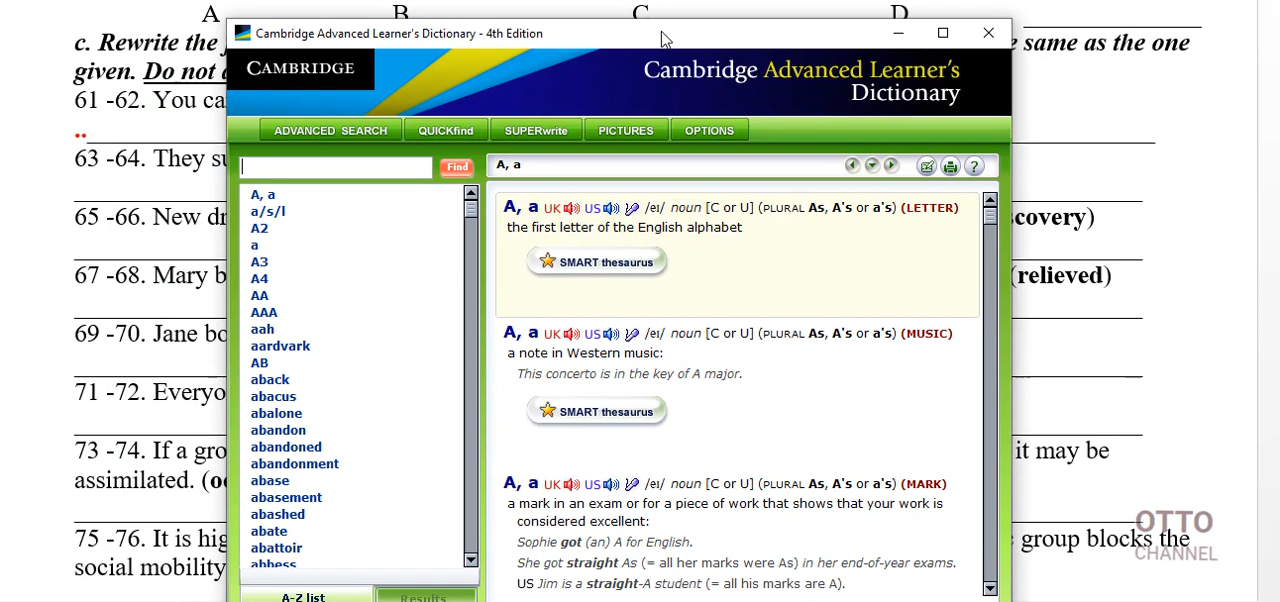 A B C D
c. Rewrite the
e same as the one
given. Do not
61 -62. You ca
..
63 -64. They su
65 -66. New dr
scovery)
67 -68. Mary b
(relieved)
69 -70. Jane bo
71 -72. Everyo
73 -74. If a gro
it may be
assimilated. (o
75 -76. It is hig
group blocks the
social mobility
Cambridge Advanced Learner's Dictionary - 4th Edition
CAMBRIDGE
Cambridge Advanced Learner's
Dictionary
ADVANCED SEARCH QUICKfind SUPERwrite PICTURES OPTIONS
Find
A, a
a/s/l
A2
a
A3
A4
AA
AAA
aah
aardvark
AB
aback
abacus
abalone
abandon
abandoned
abandonment
abase
abasement
abashed
abate
abattoir
abbess
A-Z list Results
A, a
A, a UK US /eɪ/ noun [C or U] (PLURAL As, A's or a's) (LETTER)
the first letter of the English alphabet
SMART thesaurus
A, a UK US /eɪ/ noun [C or U] (PLURAL As, A's or a's) (MUSIC)
a note in Western music:
This concerto is in the key of A major.
SMART thesaurus
A, a UK US /eɪ/ noun [C or U] (PLURAL As, A's or a's) (MARK)
a mark in an exam or for a piece of work that shows that your work is
considered excellent:
Sophie got (an) A for English.
She got straight As (= all her marks were As) in her end-of-year exams.
US Jim is a straight-A student (= all his marks are A).
OTTO
CHANNEL